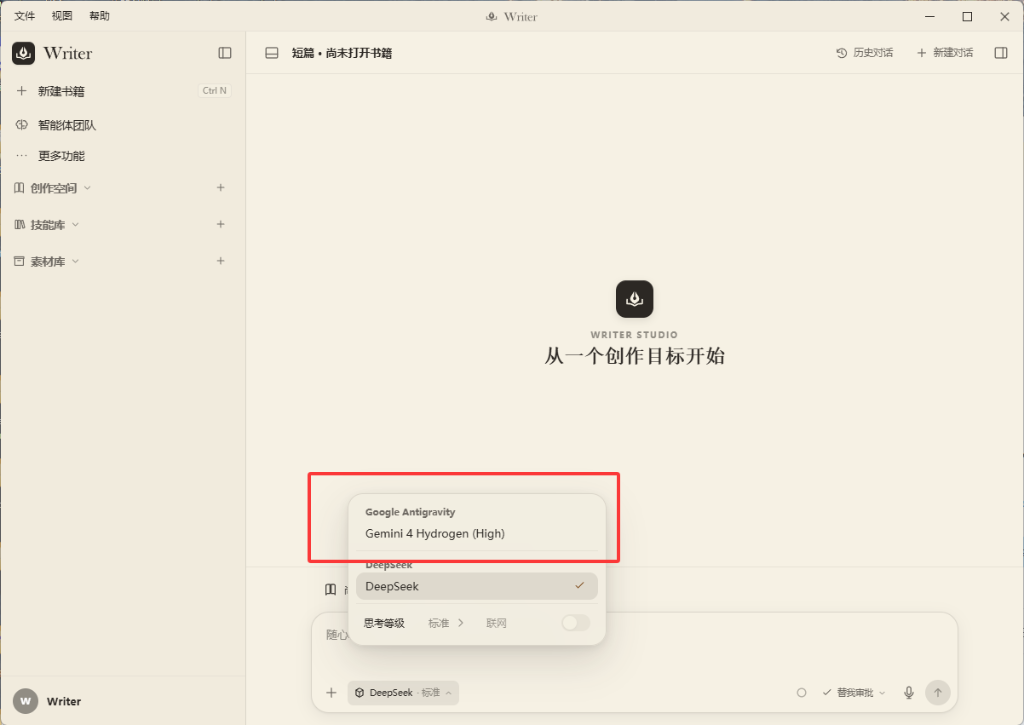 文件 视图 帮助
Writer
Writer
短篇 • 尚未打开书籍
历史对话
新建对话
新建书籍
Ctrl N
智能体团队
更多功能
创作空间
技能库
素材库
WRITER STUDIO
从一个创作目标开始
Google Antigravity
Gemini 4 Hydrogen (High)
DeepSeek
DeepSeek
思考等级 标准 联网
随心
DeepSeek · 标准
替我审批
W Writer